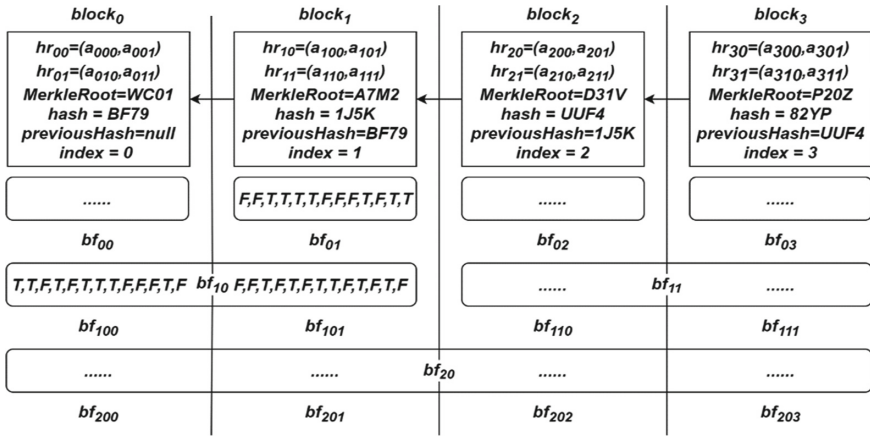 block0 block1 block2 block3
hr00=(a000,a001) hr10=(a100,a101) hr20=(a200,a201) hr30=(a300,a301)
hr01=(a010,a011) hr11=(a110,a111) hr21=(a210,a211) hr31=(a310,a311)
MerkleRoot=WC01 MerkleRoot=A7M2 MerkleRoot=D31V MerkleRoot=P20Z
hash = BF79 hash = 1J5K hash = UUF4 hash = 82YP
previousHash=null previousHash=BF79 previousHash=1J5K previousHash=UUF4
index = 0 index = 1 index = 2 index = 3
...... F,F,T,T,T,T,F,F,F,T,F,T,T ...... ......
bf00 bf01 bf02 bf03
T,T,F,T,F,T,T,T,F,F,F,T,F bf10 F,F,T,F,T,F,T,T,F,T,F,T,F ...... bf11 ......
bf100 bf101 bf110 bf111
...... ...... bf20 ...... ......
bf200 bf201 bf202 bf203